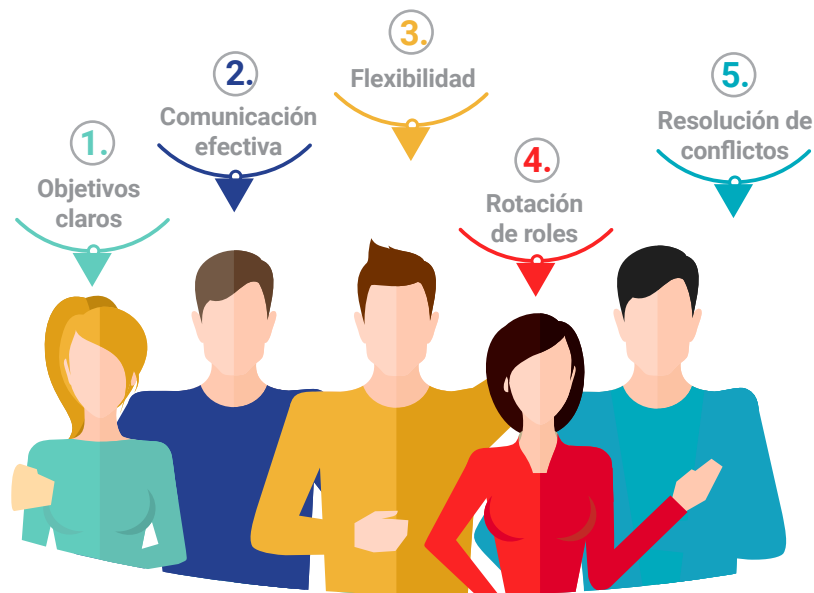 1.
Objetivos
claros
2.
Comunicación
efectiva
3.
Flexibilidad
4.
Rotación
de roles
5.
Resolución de
conflictos